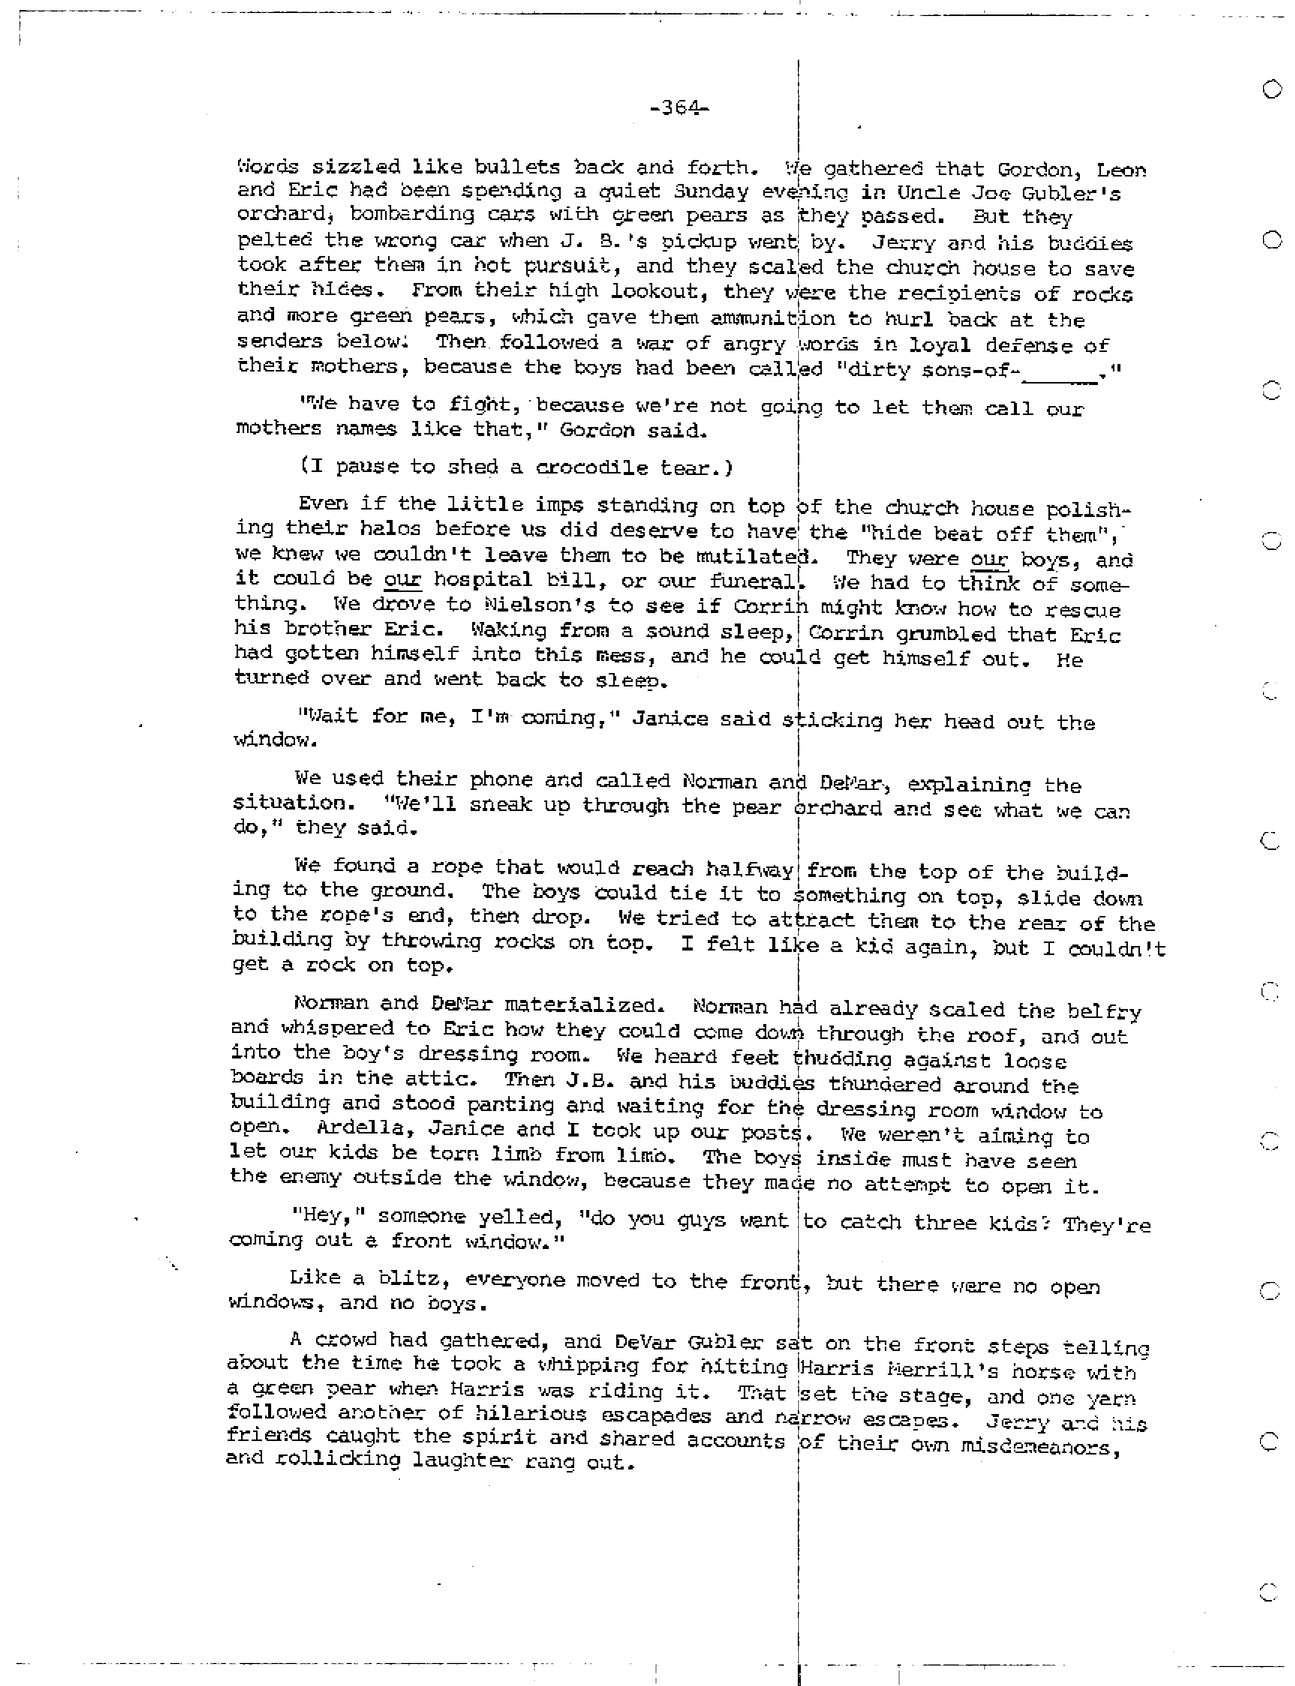 -364-
Words sizzled like bullets back and forth. We gathered that Gordon, Leon
and Eric had been spending a quiet Sunday evening in Uncle Joe Gubler's
orchard, bombarding cars with green pears as they passed. But they
pelted the wrong car when J. B.'s pickup went by. Jerry and his buddies
took after them in hot pursuit, and they scaled the church house to save
their hides. From their high lookout, they were the recipients of rocks
and more green pears, which gave them ammunition to hurl back at the
senders below. Then followed a war of angry words in loyal defense of
their mothers, because the boys had been called "dirty sons-of-______."
"We have to fight, because we're not going to let them call our
mothers names like that," Gordon said.
(I pause to shed a crocodile tear.)
Even if the little imps standing on top of the church house polish-
ing their halos before us did deserve to have the "hide beat off them",
we knew we couldn't leave them to be mutilated. They were our boys, and
it could be our hospital bill, or our funeral. We had to think of some-
thing. We drove to Nielson's to see if Corrin might know how to rescue
his brother Eric. Waking from a sound sleep, Corrin grumbled that Eric
had gotten himself into this mess, and he could get himself out. He
turned over and went back to sleep.
"Wait for me, I'm coming," Janice said sticking her head out the
window.
We used their phone and called Norman and DeMar, explaining the
situation. "We'll sneak up through the pear orchard and see what we can
do," they said.
We found a rope that would reach halfway from the top of the build-
ing to the ground. The boys could tie it to something on top, slide down
to the rope's end, then drop. We tried to attract them to the rear of the
building by throwing rocks on top. I felt like a kid again, but I couldn't
get a rock on top.
Norman and DeMar materialized. Norman had already scaled the belfry
and whispered to Eric how they could come down through the roof, and out
into the boy's dressing room. We heard feet thudding against loose
boards in the attic. Then J.B. and his buddies thundered around the
building and stood panting and waiting for the dressing room window to
open. Ardella, Janice and I took up our posts. We weren't aiming to
let our kids be torn limb from limb. The boys inside must have seen
the enemy outside the window, because they made no attempt to open it.
"Hey," someone yelled, "do you guys want to catch three kids? They're
coming out a front window."
Like a blitz, everyone moved to the front, but there were no open
windows, and no boys.
A crowd had gathered, and DeVar Gubler sat on the front steps telling
about the time he took a whipping for hitting Harris Merrill's horse with
a green pear when Harris was riding it. That set the stage, and one yarn
followed another of hilarious escapades and narrow escapes. Jerry and his
friends caught the spirit and shared accounts of their own misdemeanors,
and rollicking laughter rang out.